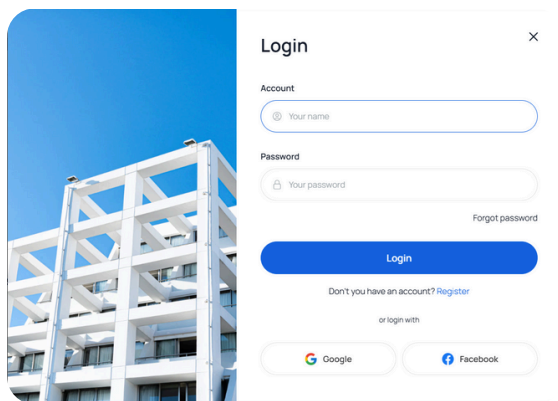 Login
Account
Your name
Password
Your password
Forgot password
Login
Don't you have an account? Register
or login with
Google
Facebook